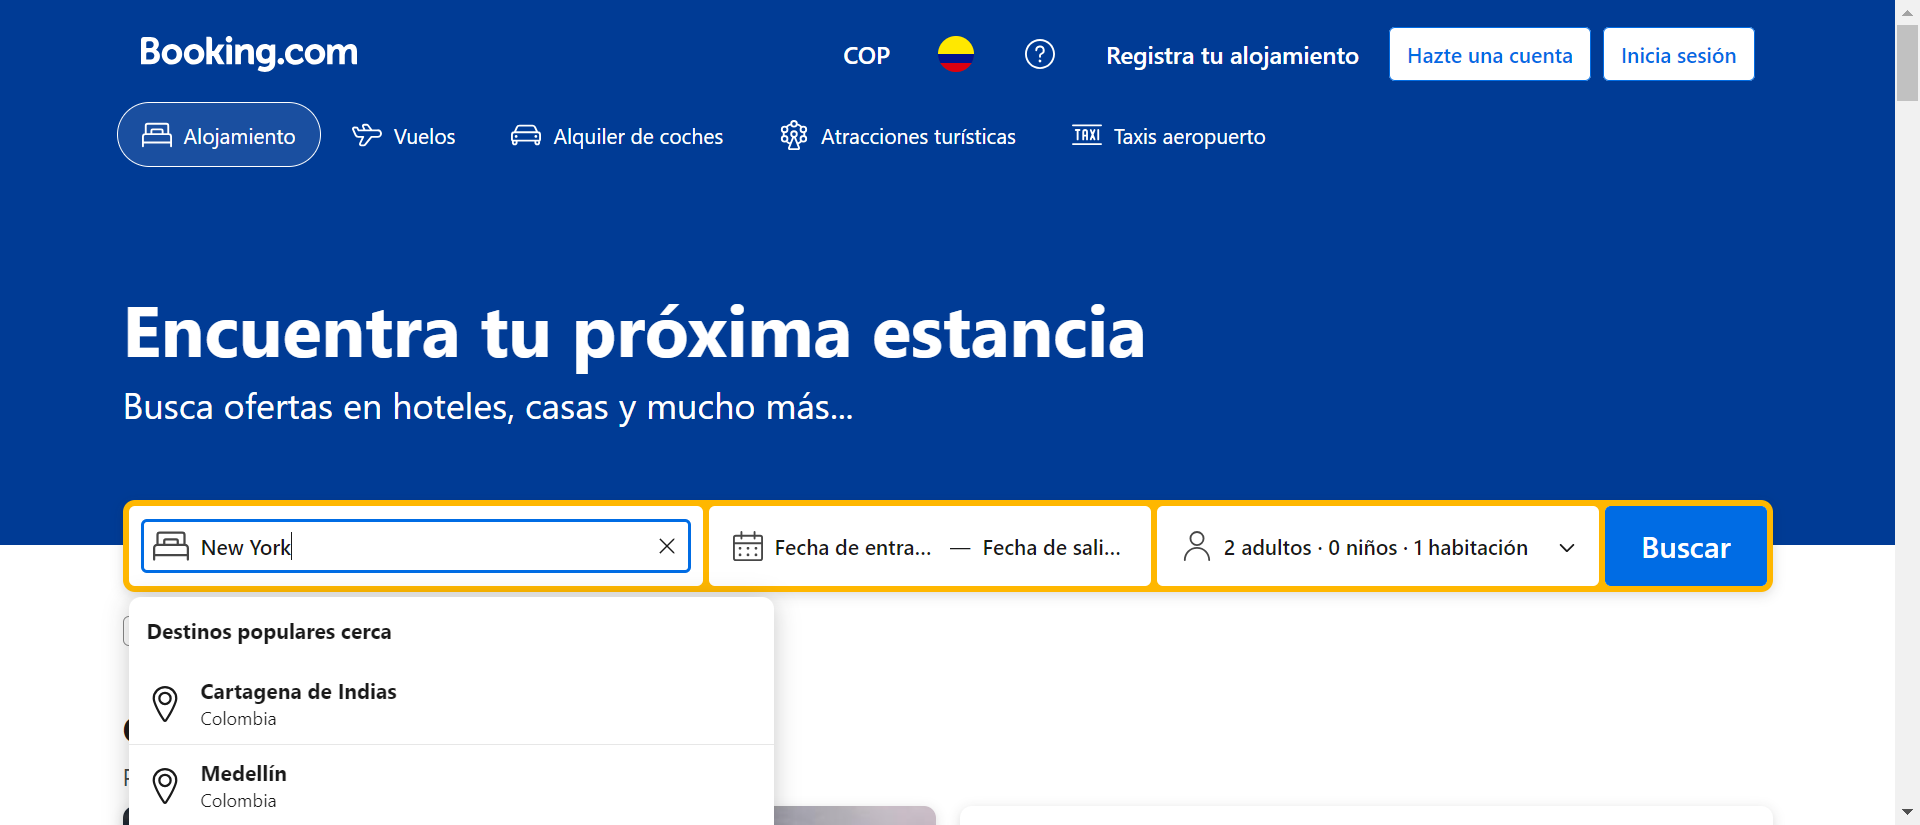 Booking.com
COP
Registra tu alojamiento
Hazte una cuenta
Inicia sesión
Alojamiento
Vuelos
Alquiler de coches
Atracciones turísticas
TAXI
Taxis aeropuerto
Encuentra tu próxima estancia
Busca ofertas en hoteles, casas y mucho más...
New York
Fecha de entra... — Fecha de sali...
2 adultos · 0 niños · 1 habitación
Buscar
Destinos populares cerca
Cartagena de Indias
Colombia
Medellín
Colombia